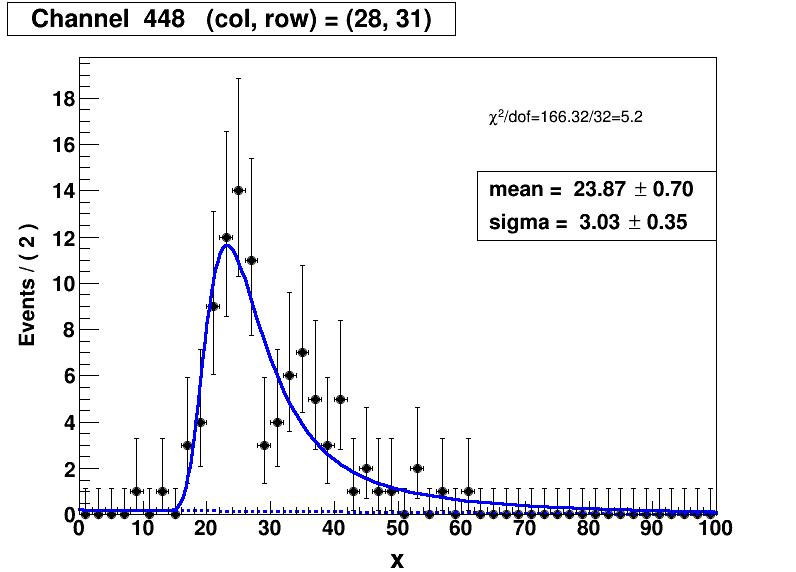 Channel 448 (col, row) = (28, 31)
χ²/dof=166.32/32=5.2
mean = 23.87 ± 0.70
sigma = 3.03 ± 0.35
Events / ( 2 )
18
16
14
12
10
8
6
4
2
0
0 10 20 30 40 50 60 70 80 90 100
x